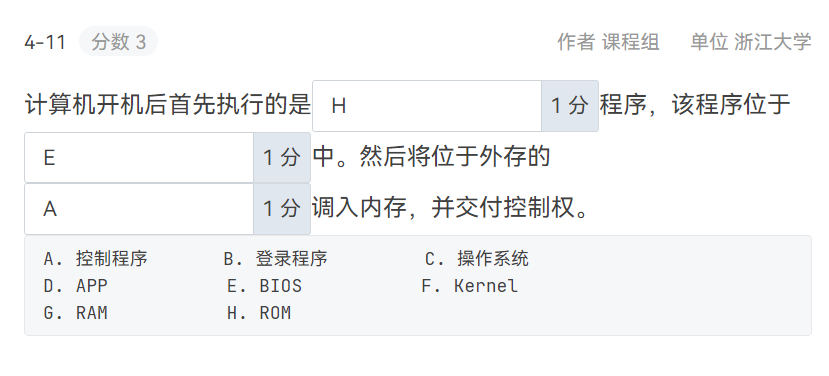 4-11 分数 3 作者 课程组 单位 浙江大学
计算机开机后首先执行的是 H 1 分 程序，该程序位于
E 1 分 中。然后将位于外存的
A 1 分 调入内存，并交付控制权。
A. 控制程序 B. 登录程序 C. 操作系统
D. APP E. BIOS F. Kernel
G. RAM H. ROM